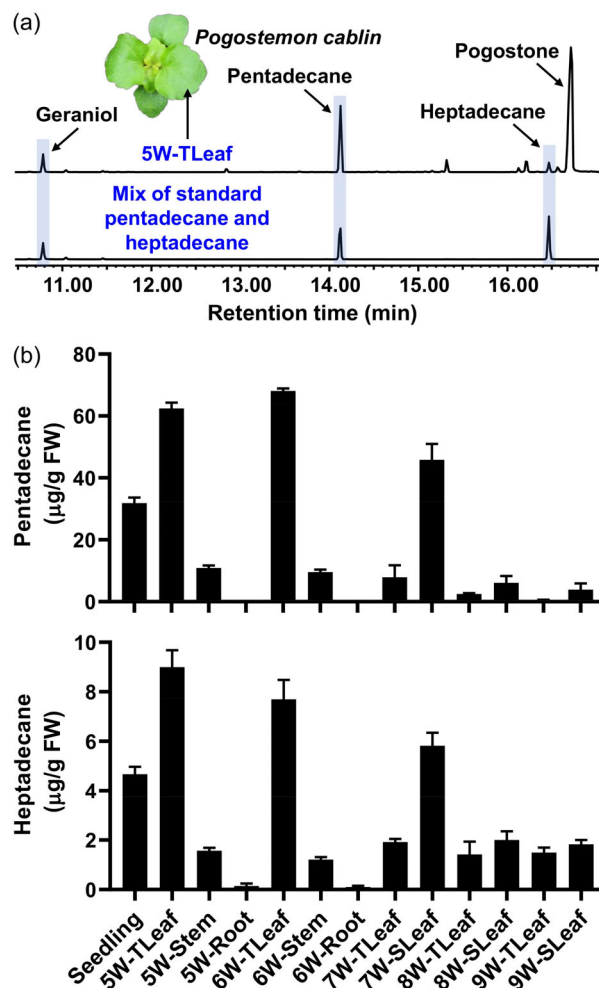 (a)
Pogostemon cablin
Pogostone
Pentadecane
Geraniol
Heptadecane
5W-TLeaf
Mix of standard
pentadecane and
heptadecane
11.00 12.00 13.00 14.00 15.00 16.00
Retention time (min)
(b)
Pentadecane
(µg/g FW)
80
60
40
20
0
Heptadecane
(µg/g FW)
10
8
6
4
2
0
Seedling
5W-TLeaf
5W-Stem
5W-Root
6W-TLeaf
6W-Stem
6W-Root
7W-TLeaf
7W-SLeaf
8W-TLeaf
8W-SLeaf
9W-TLeaf
9W-SLeaf